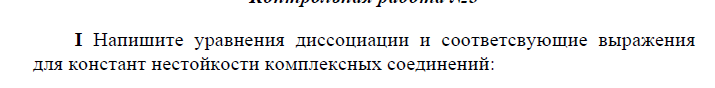 I Напишите уравнения диссоциации и соответсвующие выражения
для констант нестойкости комплексных соединений: